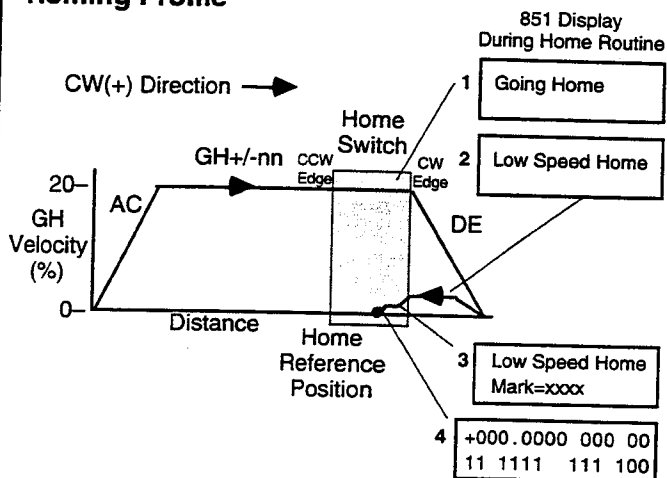 851 Display
During Home Routine
CW(+) Direction
1
Going Home
Home
Switch
2
Low Speed Home
GH+/-nn
CCW
Edge
CW
Edge
20–
AC
DE
GH
Velocity
(%)
0–
Distance
Home
Reference
Position
3
Low Speed Home
Mark=xxxx
4
+000.0000 000 00
11 1111 111 100